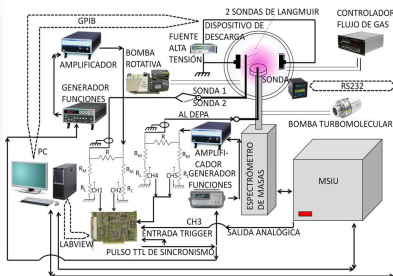 GPIB
2 SONDAS DE LANGMUIR
CONTROLADOR
FLUJO DE GAS
DISPOSITIVO DE
DESCARGA
FUENTE
ALTA
TENSIÓN
AMPLIFICADOR
BOMBA
ROTATIVA
SONDA
RS232
GENERADOR
FUNCIONES
SONDA 1
SONDA 2
AL DEPA
BOMBA TURBOMOLECULAR
PC
R
R
AMPLIFI-
CADOR
GENERADOR
FUNCIONES
ESPECTRÓMETRO
DE MASAS
MSIU
CH1
CH2
CH4
CH5
CH3
ENTRADA TRIGGER
SALIDA ANALÓGICA
LABVIEW
PULSO TTL DE SINCRONISMO